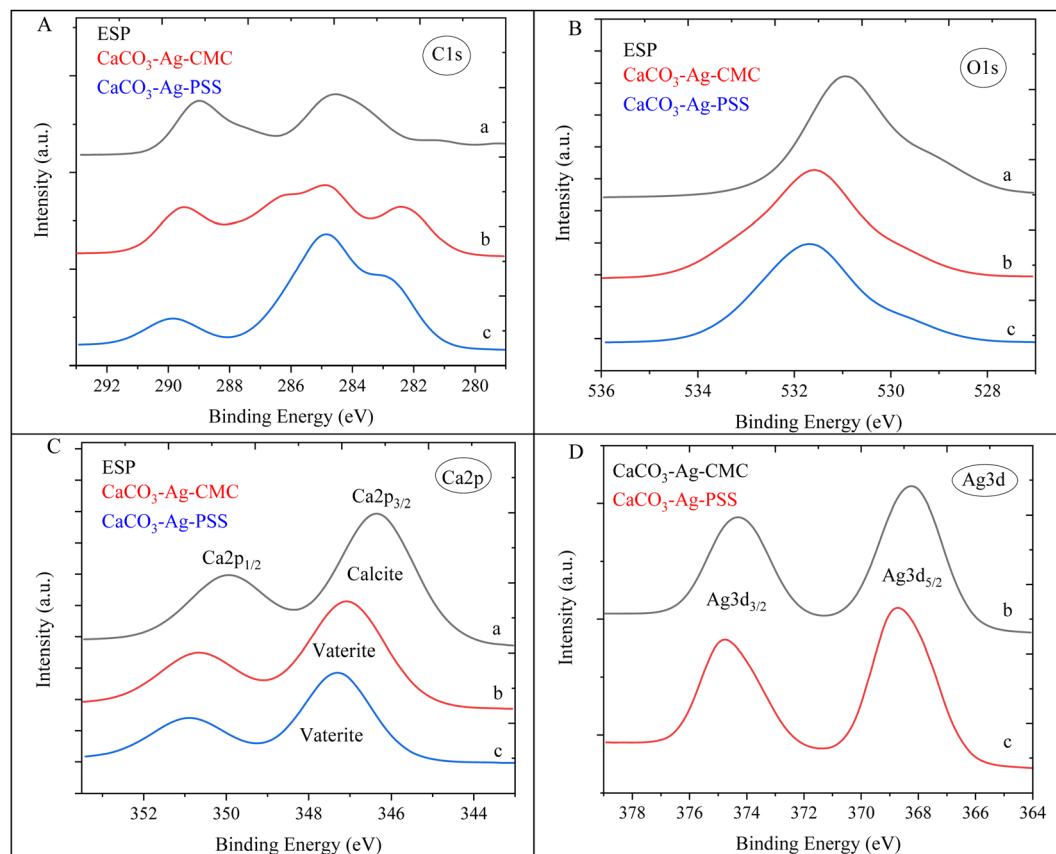 A
ESP
CaCO₃-Ag-CMC
CaCO₃-Ag-PSS
C1s
a
b
c
Intensity (a.u.)
292 290 288 286 284 282 280
Binding Energy (eV)
B
ESP
CaCO₃-Ag-CMC
CaCO₃-Ag-PSS
O1s
a
b
c
Intensity (a.u.)
536 534 532 530 528
Binding Energy (eV)
C
ESP
CaCO₃-Ag-CMC
CaCO₃-Ag-PSS
Ca2p
Ca2p₃/₂
Ca2p₁/₂
Calcite
a
Vaterite
b
Vaterite
c
Intensity (a.u.)
352 350 348 346 344
Binding Energy (eV)
D
CaCO₃-Ag-CMC
CaCO₃-Ag-PSS
Ag3d
Ag3d₃/₂
Ag3d₅/₂
b
c
Intensity (a.u.)
378 376 374 372 370 368 366 364
Binding Energy (eV)